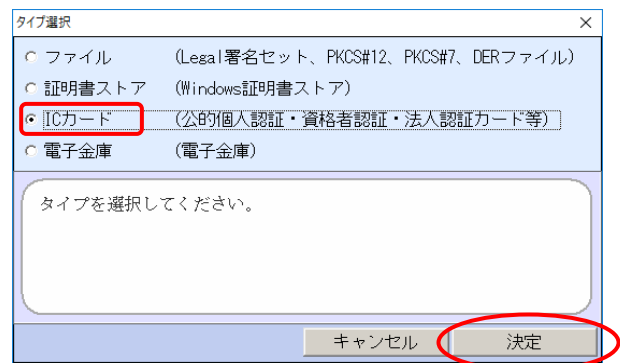 タイプ選択
ファイル (Legal署名セット、PKCS#12、PKCS#7、DERファイル)
証明書ストア (Windows証明書ストア)
ICカード (公的個人認証・資格者認証・法人認証カード等)
電子金庫 (電子金庫)
タイプを選択してください。
キャンセル 決定